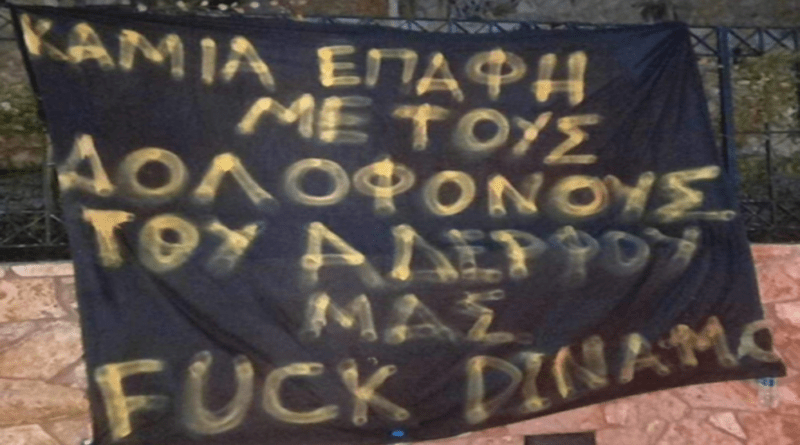 ΚΑΜΙΑ ΕΠΑΦΗ
ΜΕ ΤΟΥΣ
ΔΟΛΟΦΟΝΟΥΣ
ΤΟΥ ΑΔΕΡΦΟΥ
ΜΑΣ
FUCK DINAMO